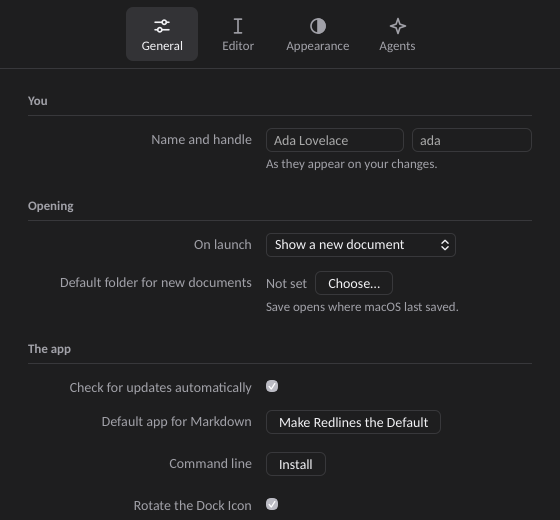 General
Editor
Appearance
Agents
You
Name and handle
Ada Lovelace
ada
As they appear on your changes.
Opening
On launch
Show a new document
Default folder for new documents
Not set
Choose...
Save opens where macOS last saved.
The app
Check for updates automatically
Default app for Markdown
Make Redlines the Default
Command line
Install
Rotate the Dock Icon